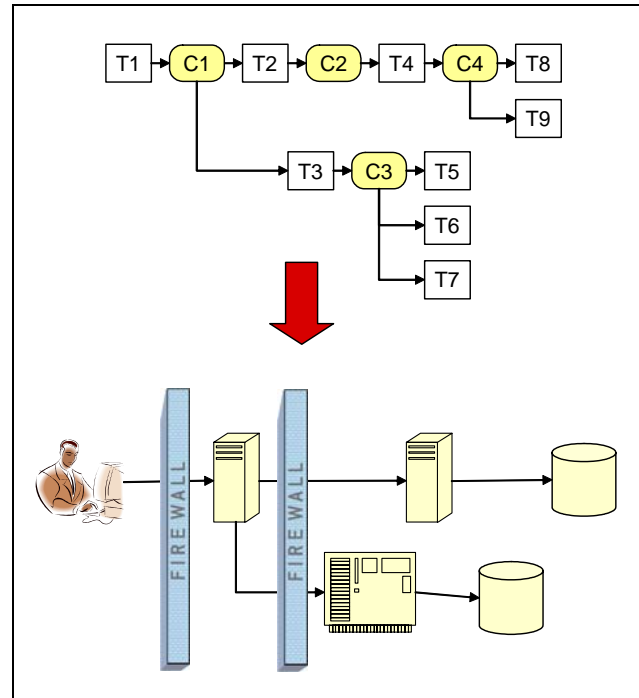 T1 C1 T2 C2 T4 C4 T8
T9
T3 C3 T5
T6
T7
FIREWALL
FIREWALL